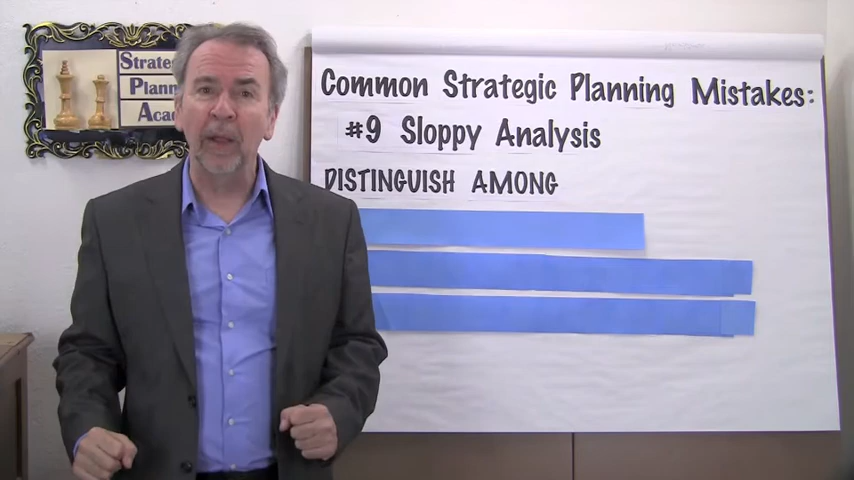 Common Strategic Planning Mistakes:
#9 Sloppy Analysis
DISTINGUISH AMONG